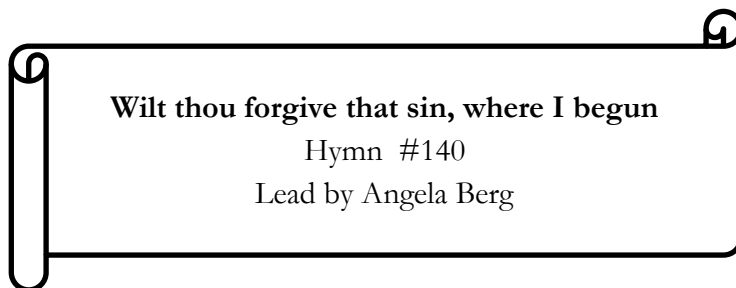 Wilt thou forgive that sin, where I begun
Hymn #140
Lead by Angela Berg